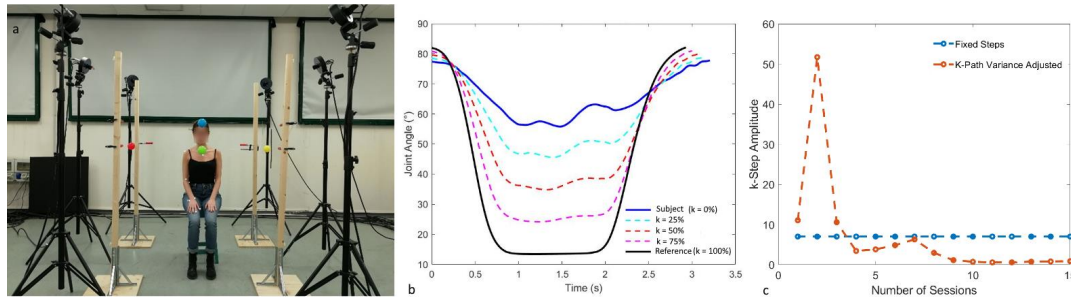 a
90
80
70
60
50
40
30
20
10
Joint Angle (°)
Subject (k = 0%)
k = 25%
k = 50%
k = 75%
Reference (k = 100%)
0 0.5 1 1.5 2 2.5 3 3.5
Time (s)
b
60
50
40
30
20
10
0
k-Step Amplitude
Fixed Steps
K-Path Variance Adjusted
0 5 10 15
Number of Sessions
c